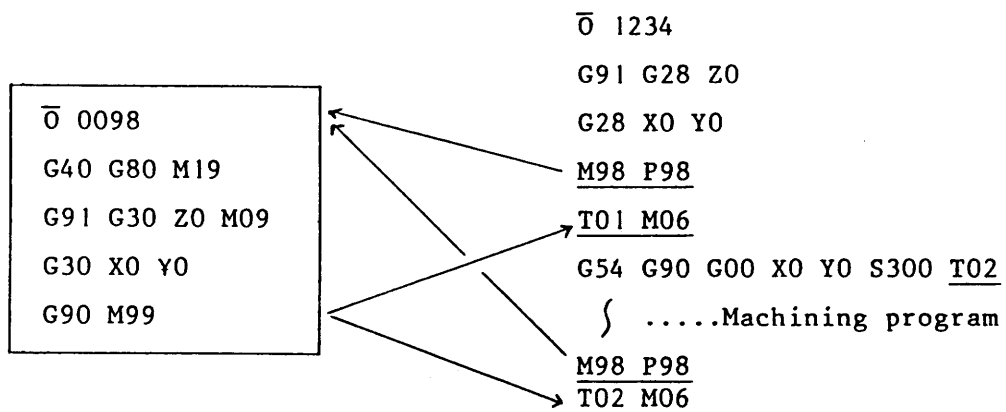 O̅ 0098
G40 G80 M19
G91 G30 Z0 M09
G30 X0 Y0
G90 M99
O̅ 1234
G91 G28 Z0
G28 X0 Y0
M98 P98
T01 M06
G54 G90 G00 X0 Y0 S300 T02
.....Machining program
M98 P98
T02 M06